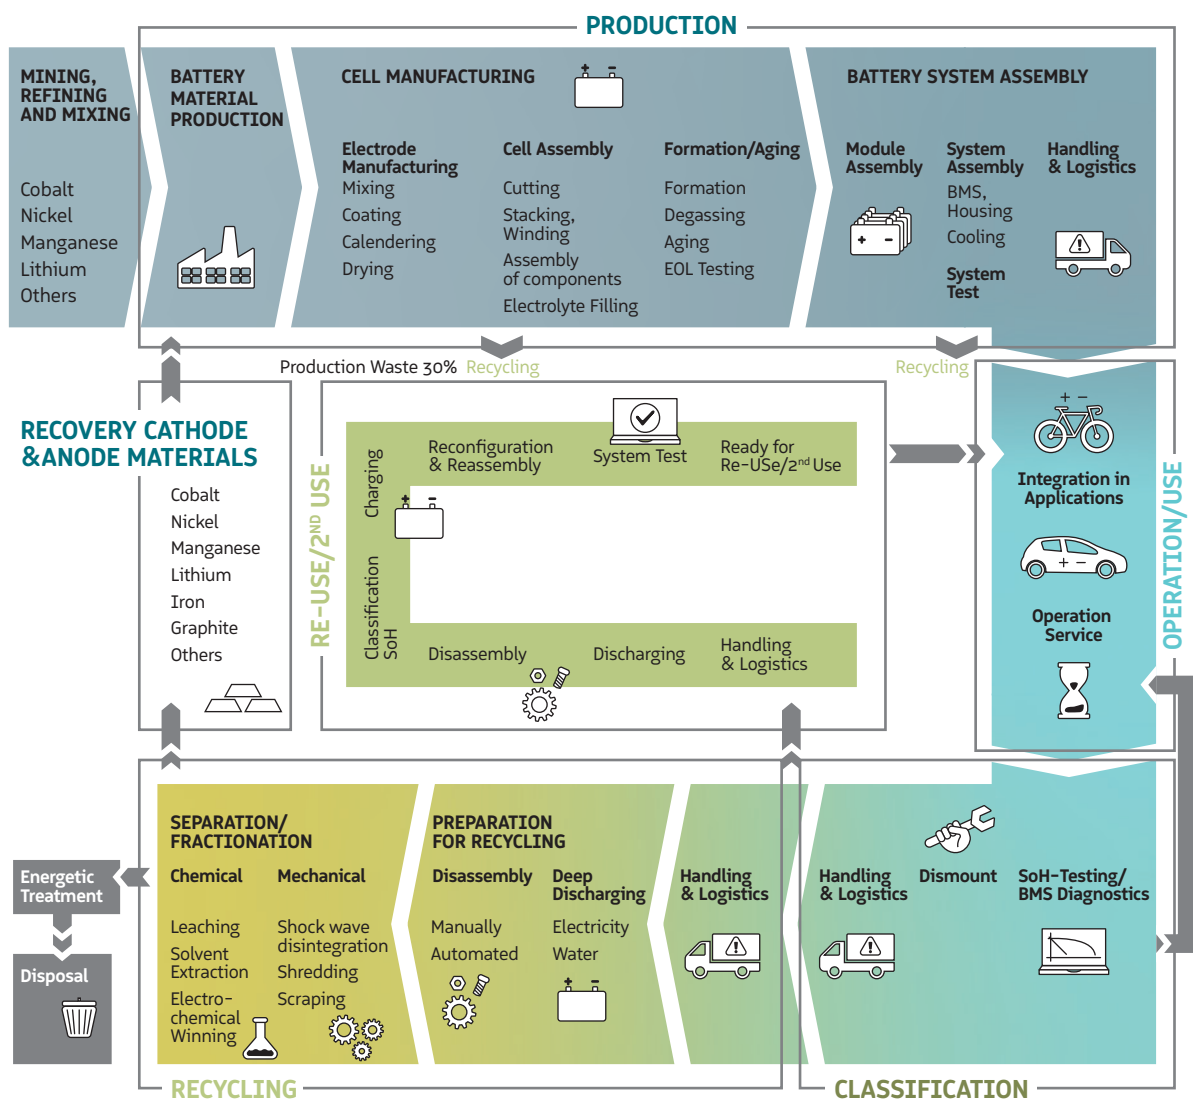 PRODUCTION
MINING,
REFINING
AND MIXING
Cobalt
Nickel
Manganese
Lithium
Others
BATTERY
MATERIAL
PRODUCTION
CELL MANUFACTURING
+ -
Electrode
Manufacturing
Mixing
Coating
Calendering
Drying
Cell Assembly
Cutting
Stacking,
Winding
Assembly
of components
Electrolyte Filling
Formation/Aging
Formation
Degassing
Aging
EOL Testing
BATTERY SYSTEM ASSEMBLY
Module
Assembly
+ -
System
Assembly
BMS,
Housing
Cooling
System
Test
Handling
& Logistics
!
Production Waste 30% Recycling
Recycling
RECOVERY CATHODE
&ANODE MATERIALS
Cobalt
Nickel
Manganese
Lithium
Iron
Graphite
Others
RE-USE/2ND USE
Charging
Reconfiguration
& Reassembly
System Test
Ready for
Re-USe/2nd Use
+ -
Classification
SoH
Disassembly
Discharging
Handling
& Logistics
OPERATION/USE
+ -
Integration in
Applications
+ -
Operation
Service
Energetic
Treatment
Disposal
SEPARATION/
FRACTIONATION
Chemical
Leaching
Solvent
Extraction
Electro-
chemical
Winning
Mechanical
Shock wave
disintegration
Shredding
Scraping
PREPARATION
FOR RECYCLING
Disassembly
Manually
Automated
Deep
Discharging
Electricity
Water
+ -
Handling
& Logistics
!
Handling
& Logistics
!
Dismount
SoH-Testing/
BMS Diagnostics
RECYCLING
CLASSIFICATION